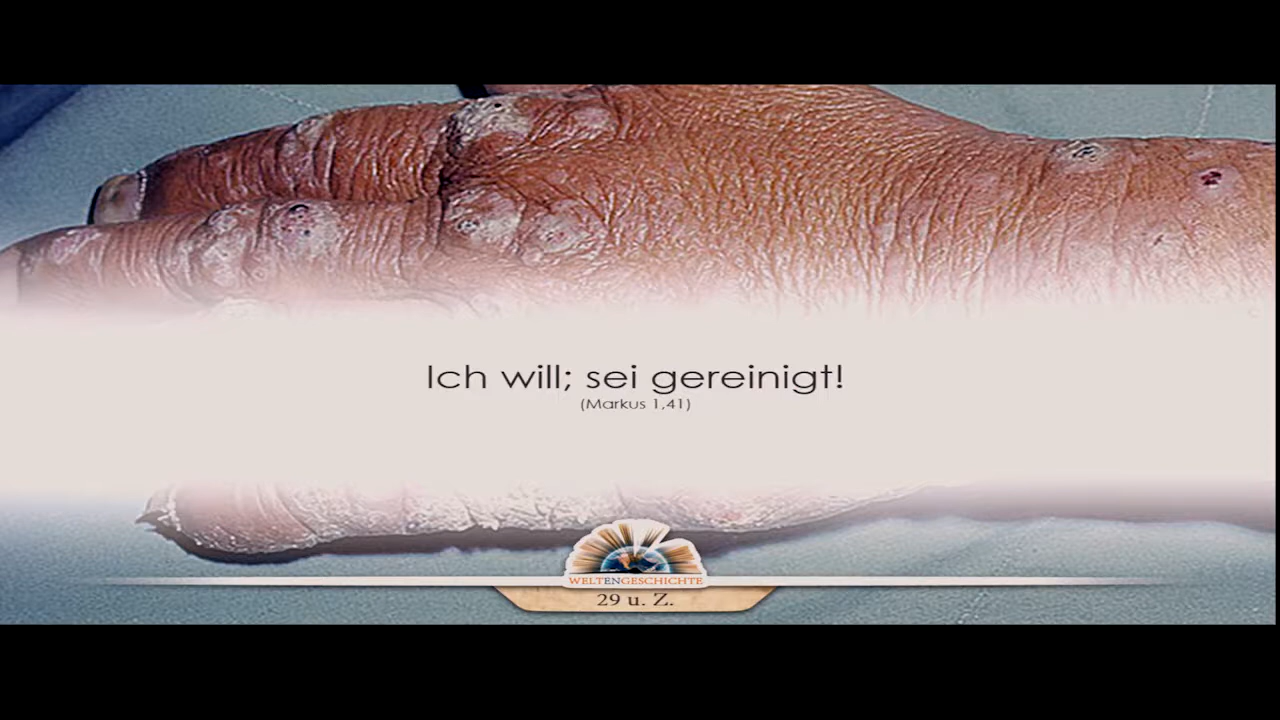 Ich will; sei gereinigt!
(Markus 1,41)
WELTENGESCHICHTE
29 u. Z.